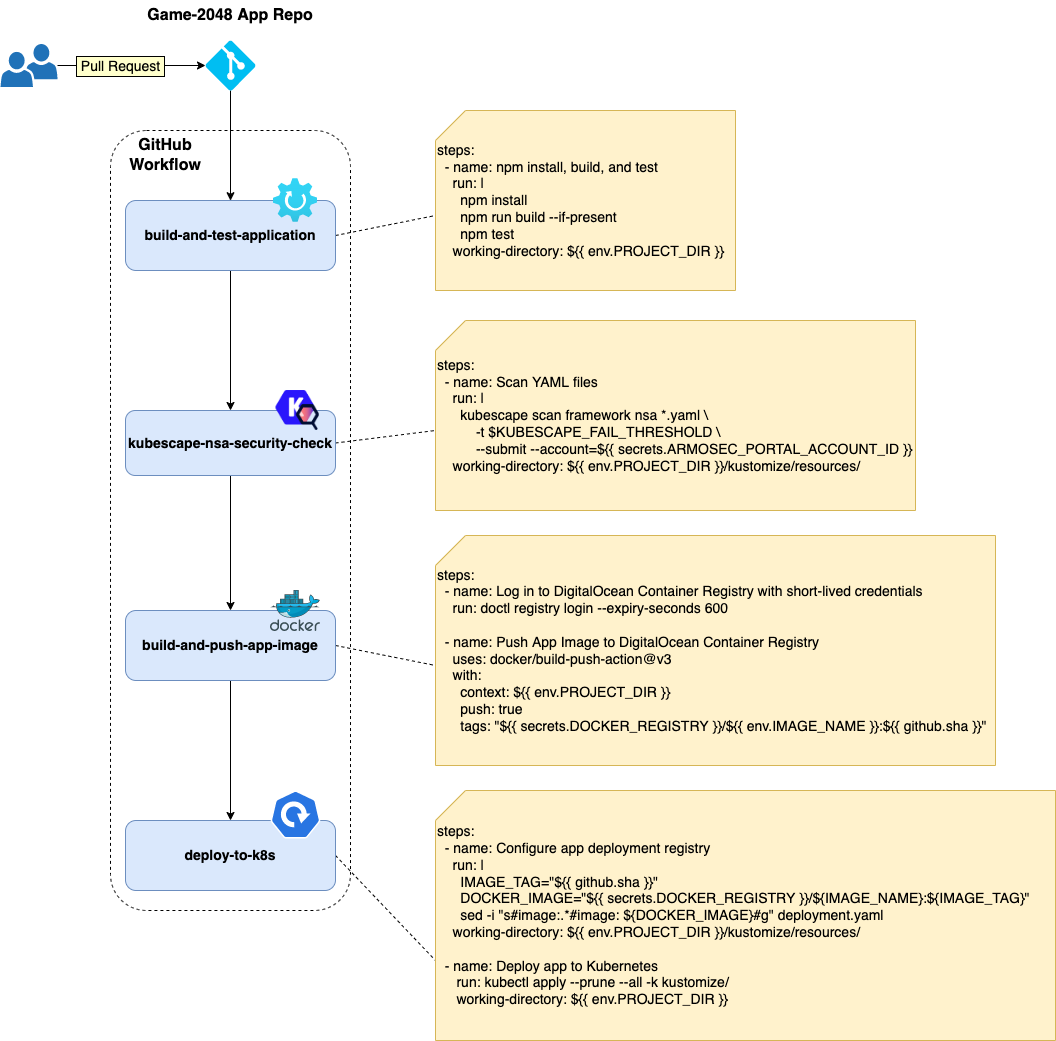 Game-2048 App Repo
Pull Request
GitHub
Workflow
build-and-test-application
steps:
  - name: npm install, build, and test
    run: |
      npm install
      npm run build --if-present
      npm test
    working-directory: ${{ env.PROJECT_DIR }}
kubescape-nsa-security-check
steps:
  - name: Scan YAML files
    run: |
      kubescape scan framework nsa *.yaml \
          -t $KUBESCAPE_FAIL_THRESHOLD \
          --submit --account=${{ secrets.ARMOSEC_PORTAL_ACCOUNT_ID }}
    working-directory: ${{ env.PROJECT_DIR }}/kustomize/resources/
docker
build-and-push-app-image
steps:
  - name: Log in to DigitalOcean Container Registry with short-lived credentials
    run: doctl registry login --expiry-seconds 600
  - name: Push App Image to DigitalOcean Container Registry
    uses: docker/build-push-action@v3
    with:
      context: ${{ env.PROJECT_DIR }}
      push: true
      tags: "${{ secrets.DOCKER_REGISTRY }}/${{ env.IMAGE_NAME }}:${{ github.sha }}"
deploy-to-k8s
steps:
  - name: Configure app deployment registry
    run: |
      IMAGE_TAG="${{ github.sha }}"
      DOCKER_IMAGE="${{ secrets.DOCKER_REGISTRY }}/${IMAGE_NAME}:${IMAGE_TAG}"
      sed -i "s#image:.*#image: ${DOCKER_IMAGE}#g" deployment.yaml
    working-directory: ${{ env.PROJECT_DIR }}/kustomize/resources/
  - name: Deploy app to Kubernetes
     run: kubectl apply --prune --all -k kustomize/
     working-directory: ${{ env.PROJECT_DIR }}